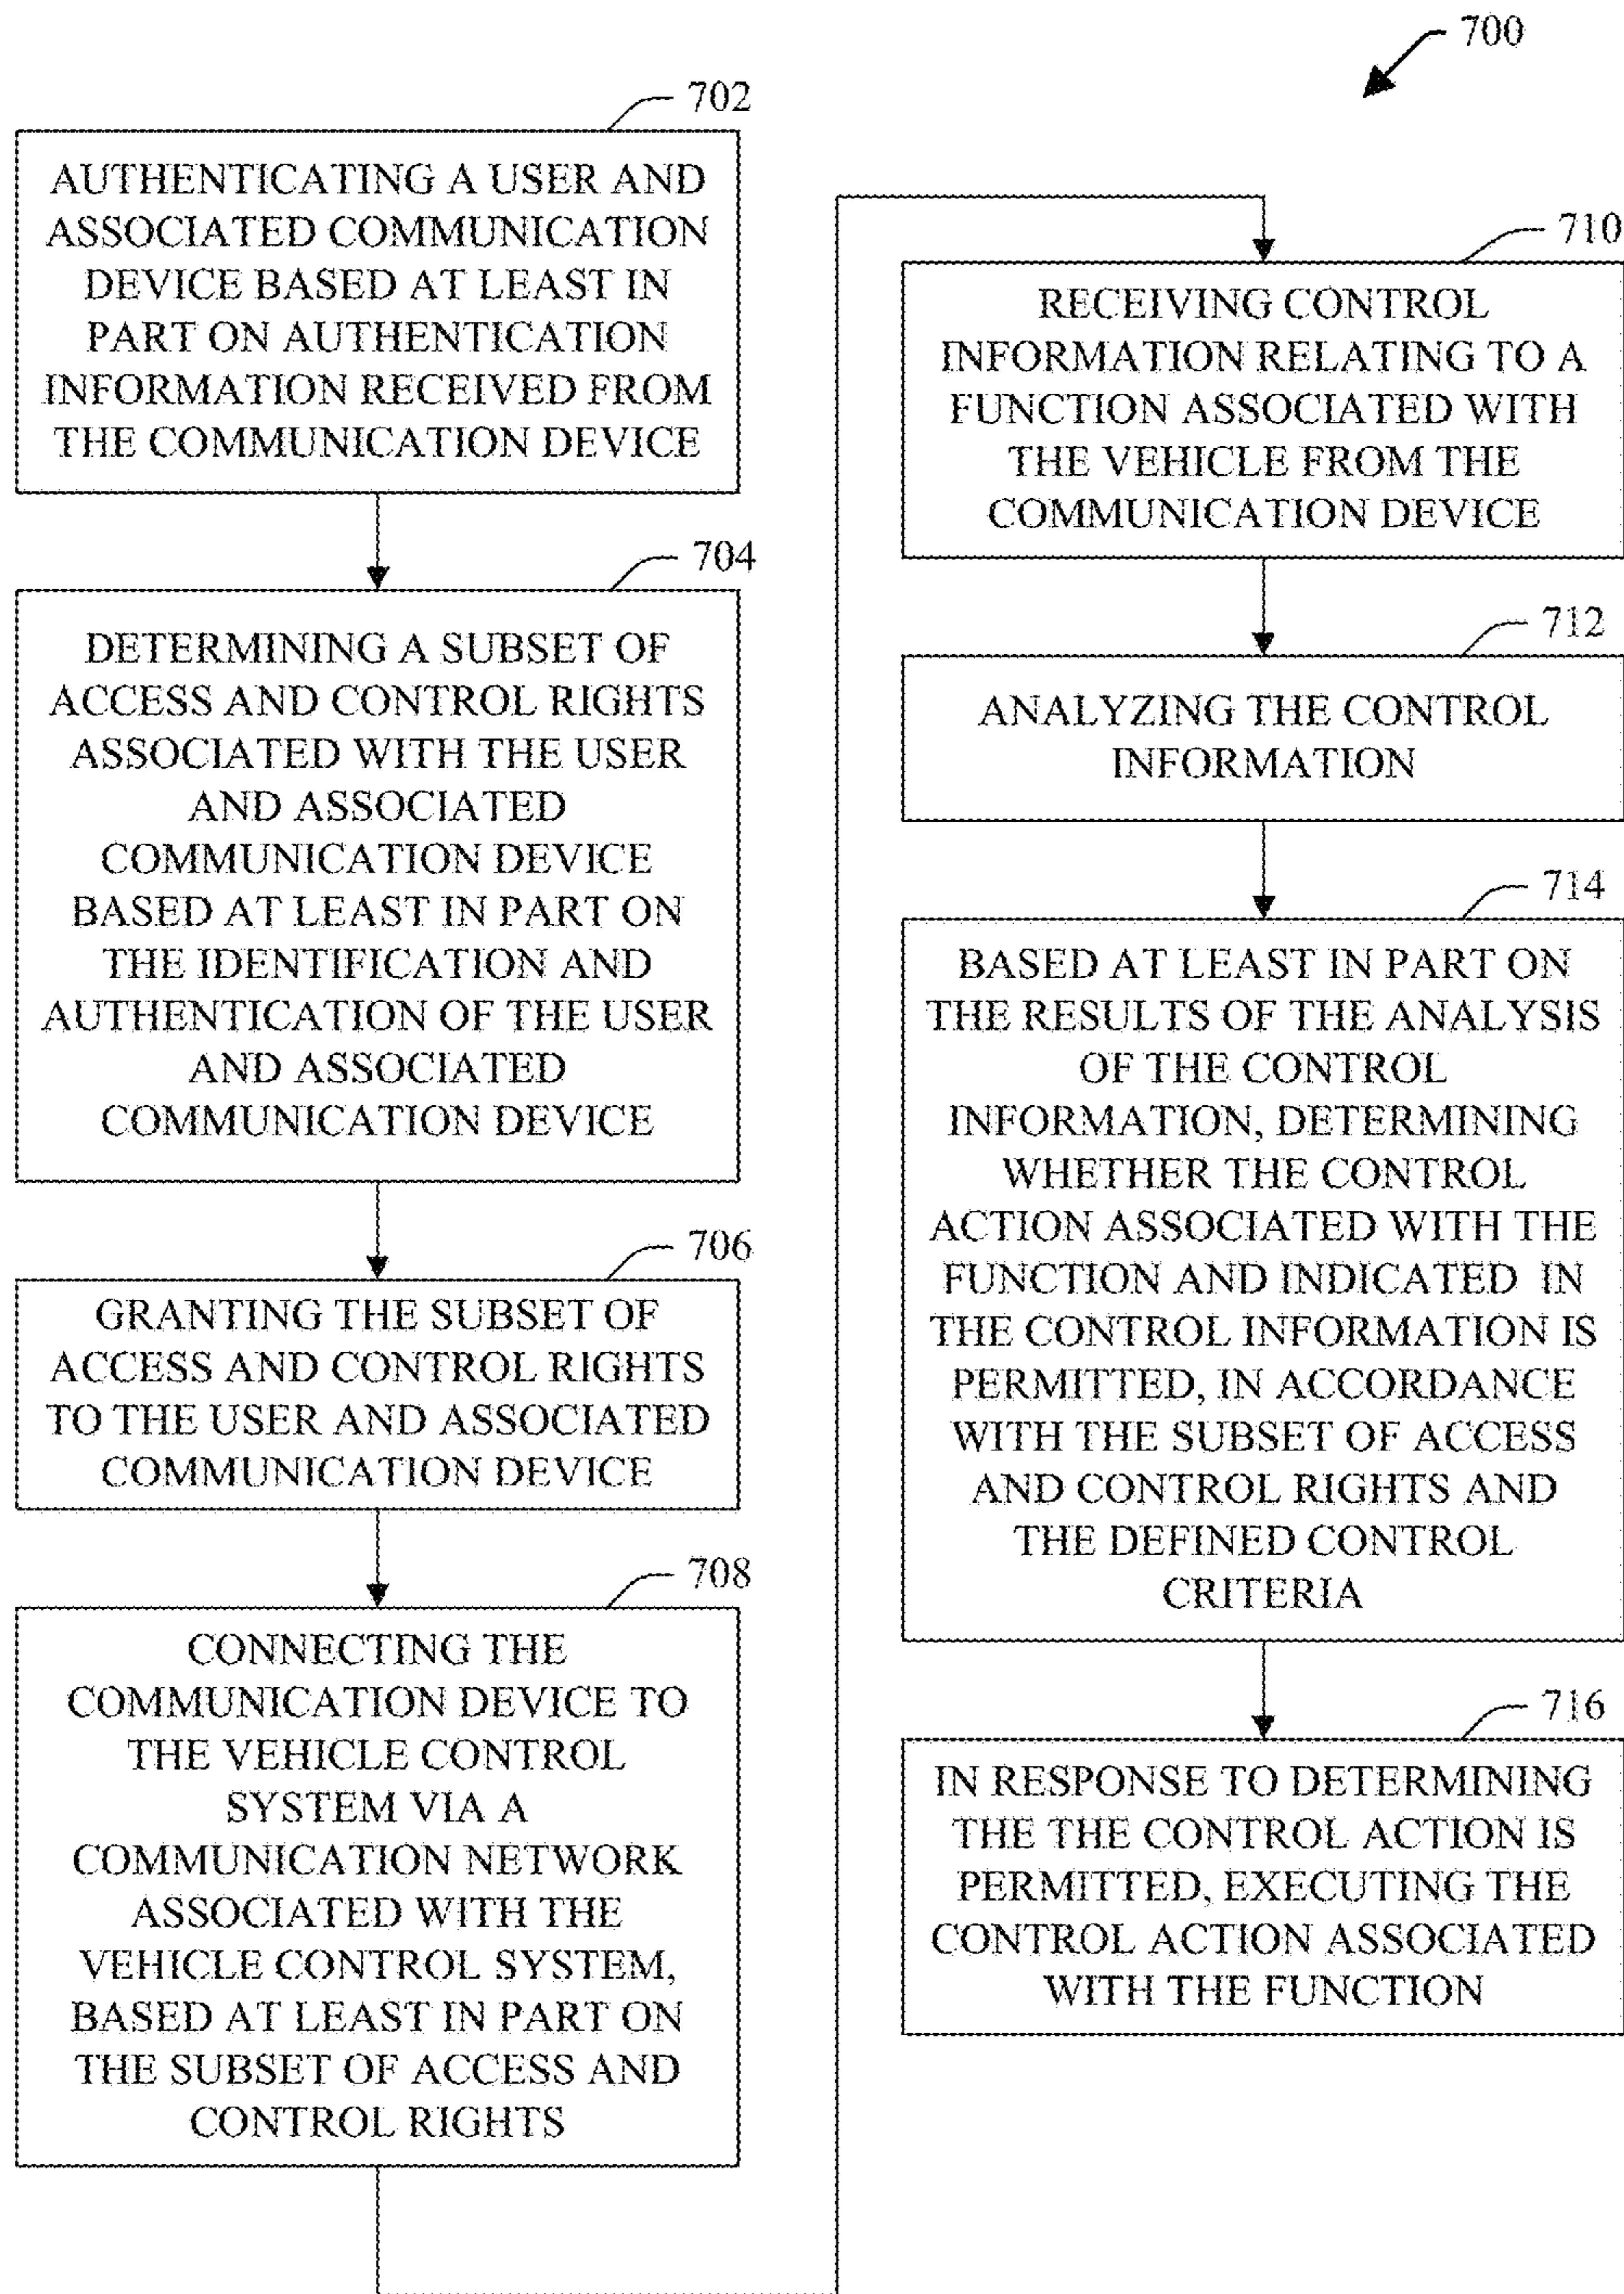 700
702
AUTHENTICATING A USER AND
ASSOCIATED COMMUNICATION
DEVICE BASED AT LEAST IN
PART ON AUTHENTICATION
INFORMATION RECEIVED FROM
THE COMMUNICATION DEVICE
704
DETERMINING A SUBSET OF
ACCESS AND CONTROL RIGHTS
ASSOCIATED WITH THE USER
AND ASSOCIATED
COMMUNICATION DEVICE
BASED AT LEAST IN PART ON
THE IDENTIFICATION AND
AUTHENTICATION OF THE USER
AND ASSOCIATED
COMMUNICATION DEVICE
706
GRANTING THE SUBSET OF
ACCESS AND CONTROL RIGHTS
TO THE USER AND ASSOCIATED
COMMUNICATION DEVICE
708
CONNECTING THE
COMMUNICATION DEVICE TO
THE VEHICLE CONTROL
SYSTEM VIA A
COMMUNICATION NETWORK
ASSOCIATED WITH THE
VEHICLE CONTROL SYSTEM,
BASED AT LEAST IN PART ON
THE SUBSET OF ACCESS AND
CONTROL RIGHTS
710
RECEIVING CONTROL
INFORMATION RELATING TO A
FUNCTION ASSOCIATED WITH
THE VEHICLE FROM THE
COMMUNICATION DEVICE
712
ANALYZING THE CONTROL
INFORMATION
714
BASED AT LEAST IN PART ON
THE RESULTS OF THE ANALYSIS
OF THE CONTROL
INFORMATION, DETERMINING
WHETHER THE CONTROL
ACTION ASSOCIATED WITH THE
FUNCTION AND INDICATED IN
THE CONTROL INFORMATION IS
PERMITTED, IN ACCORDANCE
WITH THE SUBSET OF ACCESS
AND CONTROL RIGHTS AND
THE DEFINED CONTROL
CRITERIA
716
IN RESPONSE TO DETERMINING
THE THE CONTROL ACTION IS
PERMITTED, EXECUTING THE
CONTROL ACTION ASSOCIATED
WITH THE FUNCTION